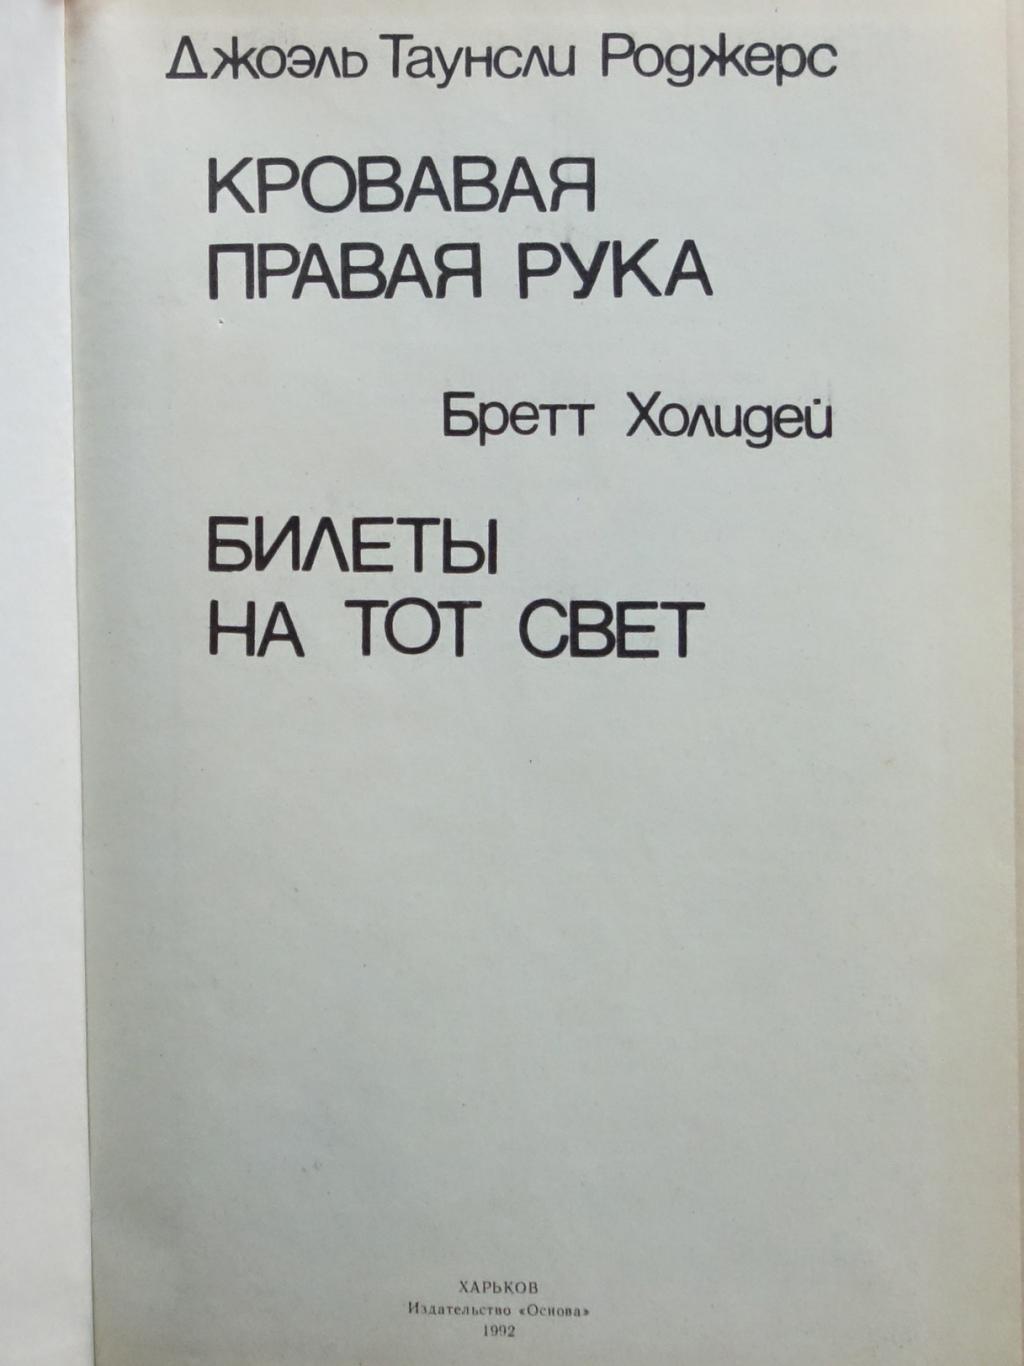 Джоэль Таунсли Роджерс
КРОВАВАЯ
ПРАВАЯ РУКА
Бретт Холидей
БИЛЕТЫ
НА ТОТ СВЕТ
ХАРЬКОВ
Издательство «Основа»
1992